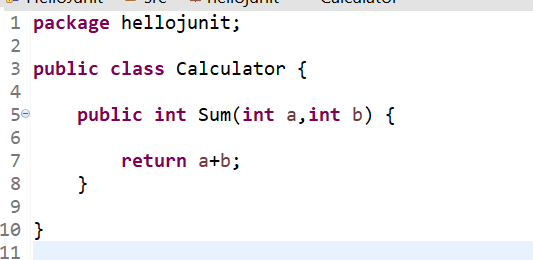 1 package hellojunit;
2
3 public class Calculator {
4
5 public int Sum(int a,int b) {
6
7 return a+b;
8 }
9
10 }
11